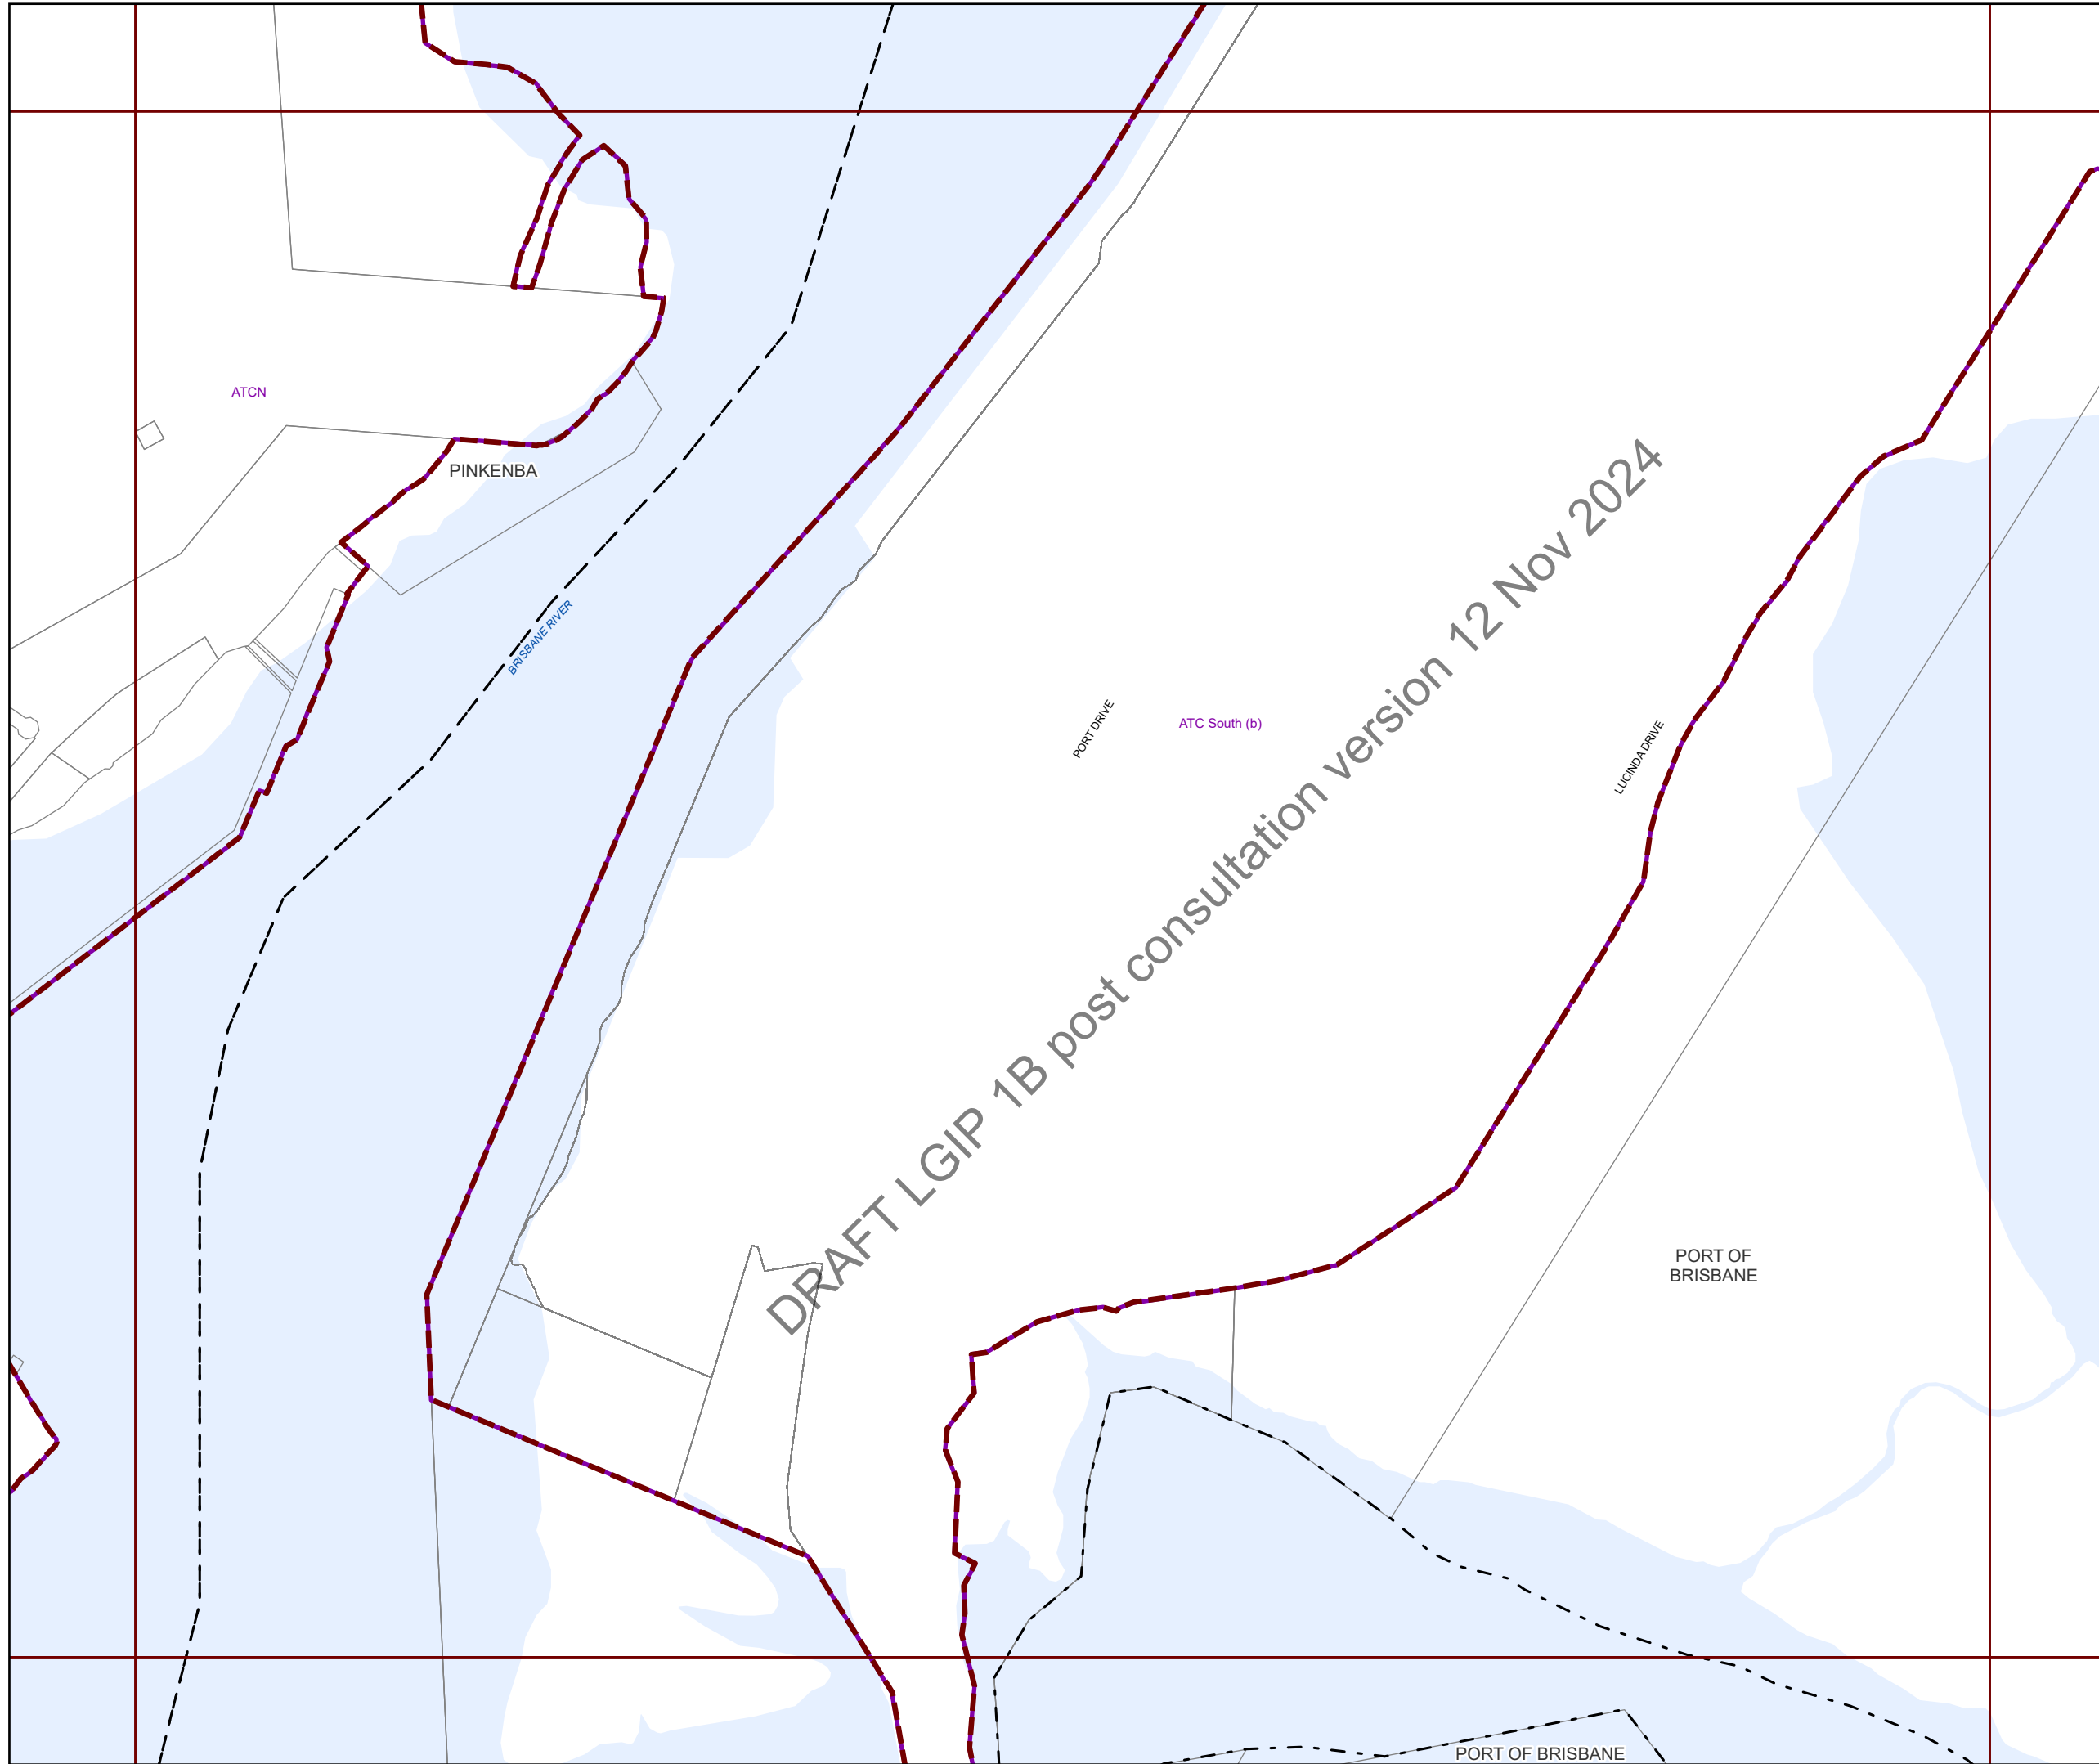 ATCN
PINKENBA
BRISBANE RIVER
PORT DRIVE
ATC South (b)
LUCINDA DRIVE
DRAFT LGIP 1B post consultation version 12 Nov 2024
PORT OF
BRISBANE
PORT OF BRISBANE